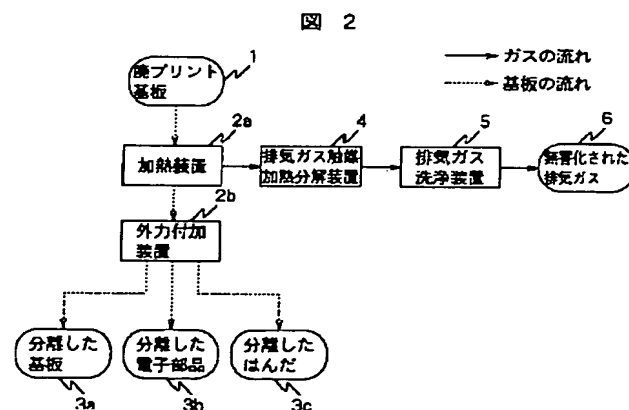 図 2
1
廃プリント
基板
ガスの流れ
基板の流れ
2a
加熱装置
4
排気ガス触媒
加熱分解装置
5
排気ガス
洗浄装置
6
無害化された
排気ガス
2b
外力付加
装置
分離した
基板
3a
分離した
電子部品
3b
分離した
はんだ
3c